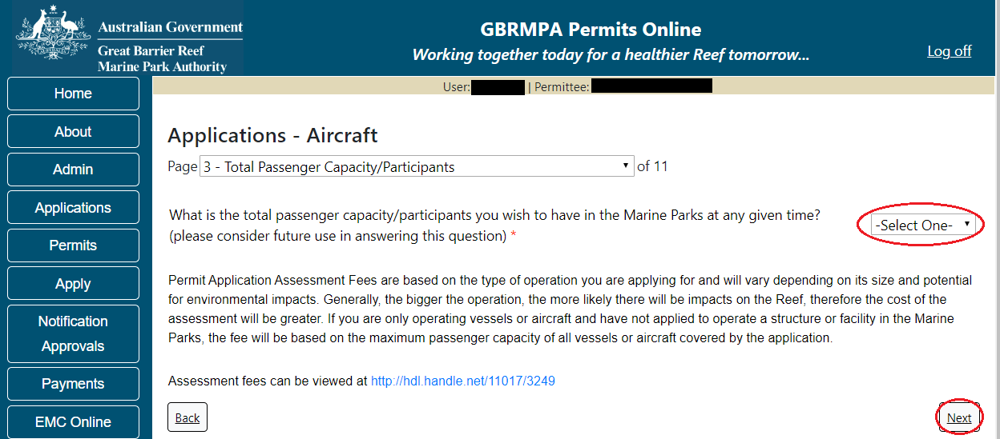 Australian Government
Great Barrier Reef
Marine Park Authority
GBRMPA Permits Online
Working together today for a healthier Reef tomorrow...
Log off
User: | Permittee:
Home
About
Admin
Applications
Permits
Apply
Notification
Approvals
Payments
EMC Online
Applications - Aircraft
Page 3 - Total Passenger Capacity/Participants of 11
What is the total passenger capacity/participants you wish to have in the Marine Parks at any given time?
(please consider future use in answering this question) *
-Select One-
Permit Application Assessment Fees are based on the type of operation you are applying for and will vary depending on its size and potential
for environmental impacts. Generally, the bigger the operation, the more likely there will be impacts on the Reef, therefore the cost of the
assessment will be greater. If you are only operating vessels or aircraft and have not applied to operate a structure or facility in the Marine
Parks, the fee will be based on the maximum passenger capacity of all vessels or aircraft covered by the application.
Assessment fees can be viewed at http://hdl.handle.net/11017/3249
Back
Next